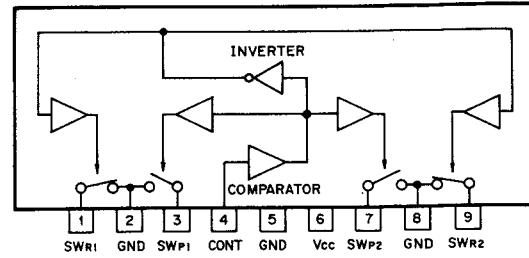 INVERTER
COMPARATOR
1 2 3 4 5 6 7 8 9
SWR1 GND SWP1 CONT GND Vcc SWP2 GND SWR2